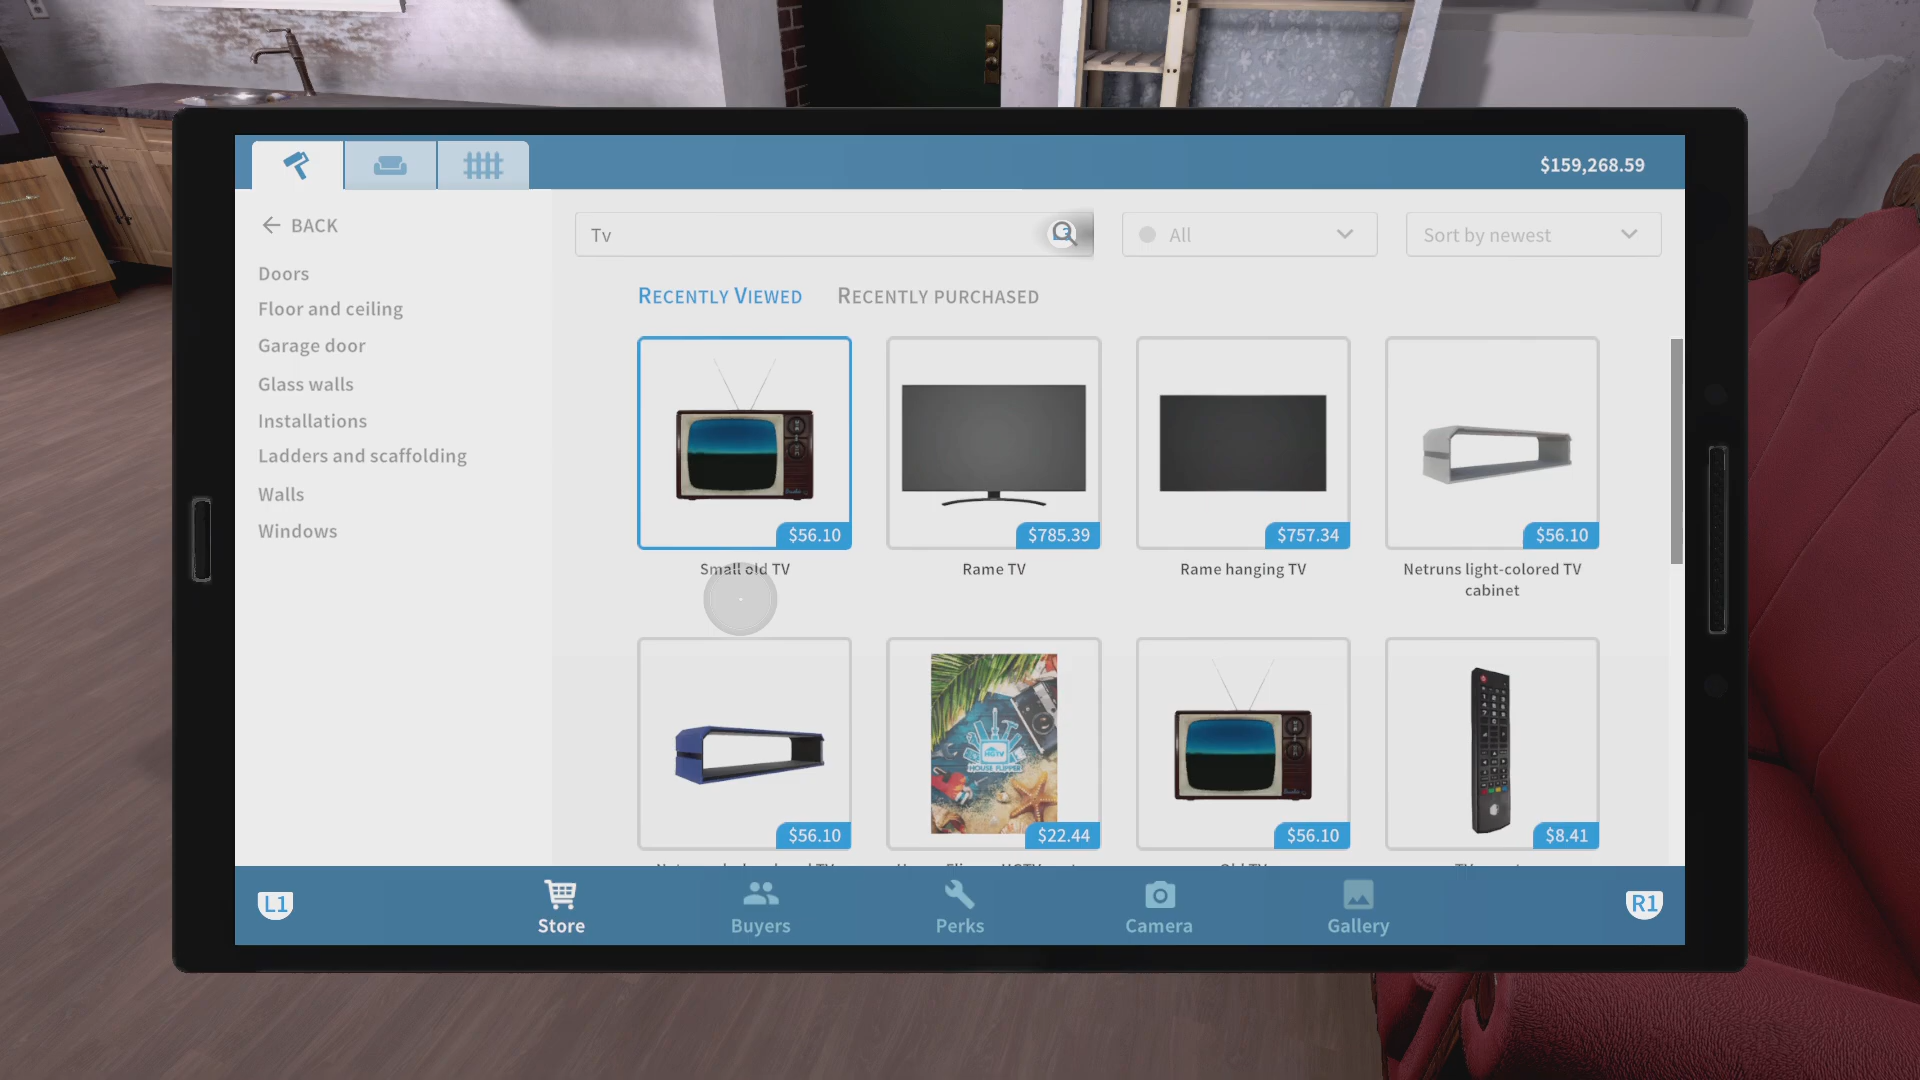 $159,268.59
BACK
Tv
All
Sort by newest
Doors
Floor and ceiling
Garage door
Glass walls
Installations
Ladders and scaffolding
Walls
Windows
RECENTLY VIEWED
RECENTLY PURCHASED
$56.10
$785.39
$757.34
$56.10
Small old TV
Rame TV
Rame hanging TV
Netruns light-colored TV
cabinet
HGTV
HOUSE FLIPPER
$56.10
$22.44
$56.10
$8.41
L1
Store
Buyers
Perks
Camera
Gallery
R1